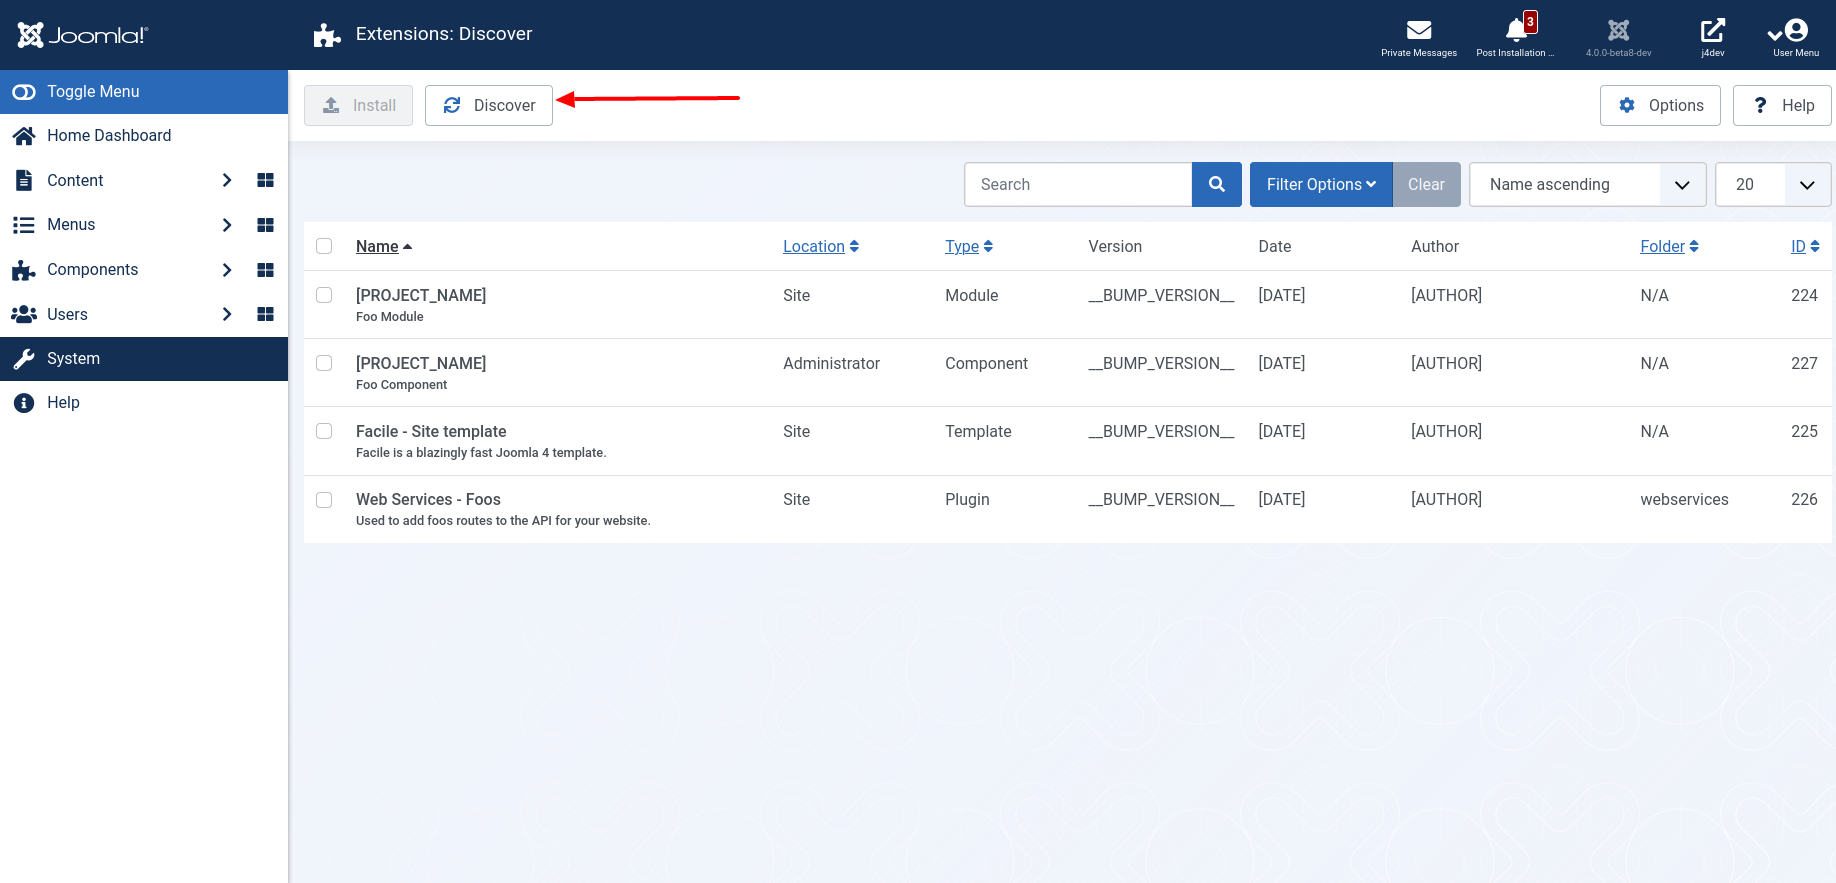 Joomla!®
Extensions: Discover
Private Messages
3
Post Installation ...
4.0.0-beta8-dev
j4dev
User Menu
Toggle Menu
Home Dashboard
Content
Menus
Components
Users
System
Help
Install
Discover
Options
? Help
Search
Filter Options
Clear
Name ascending
20
Name Location Type Version Date Author Folder ID
[PROJECT_NAME] Site Module __BUMP_VERSION__ [DATE] [AUTHOR] N/A 224
Foo Module
[PROJECT_NAME] Administrator Component __BUMP_VERSION__ [DATE] [AUTHOR] N/A 227
Foo Component
Facile - Site template Site Template __BUMP_VERSION__ [DATE] [AUTHOR] N/A 225
Facile is a blazingly fast Joomla 4 template.
Web Services - Foos Site Plugin __BUMP_VERSION__ [DATE] [AUTHOR] webservices 226
Used to add foos routes to the API for your website.